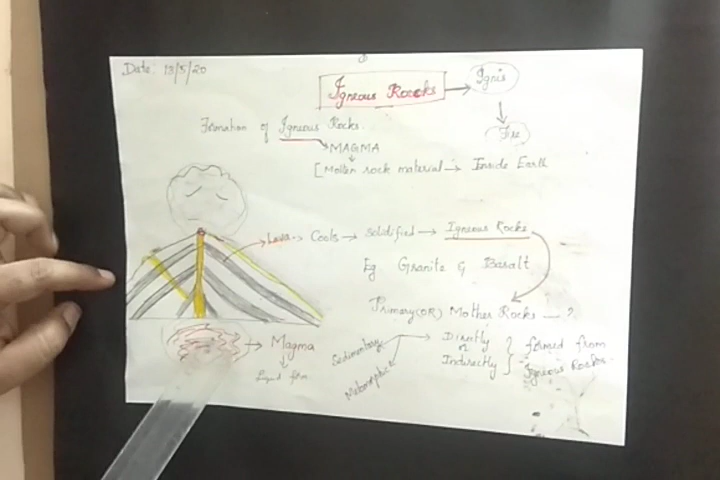 Date: 13/5/20
Igneous Rocks → Ignis
Fire
Formation of Igneous Rocks.
MAGMA
[Molten rock material → Inside Earth
Lava → Cools → Solidified → Igneous Rocks
Eg Granite & Basalt
Primary (OR) Mother Rocks — ?
Sedimentary
Metamorphic
Directly
or
Indirectly
} formed from
Igneous Rocks.
→ Magma
Liquid form